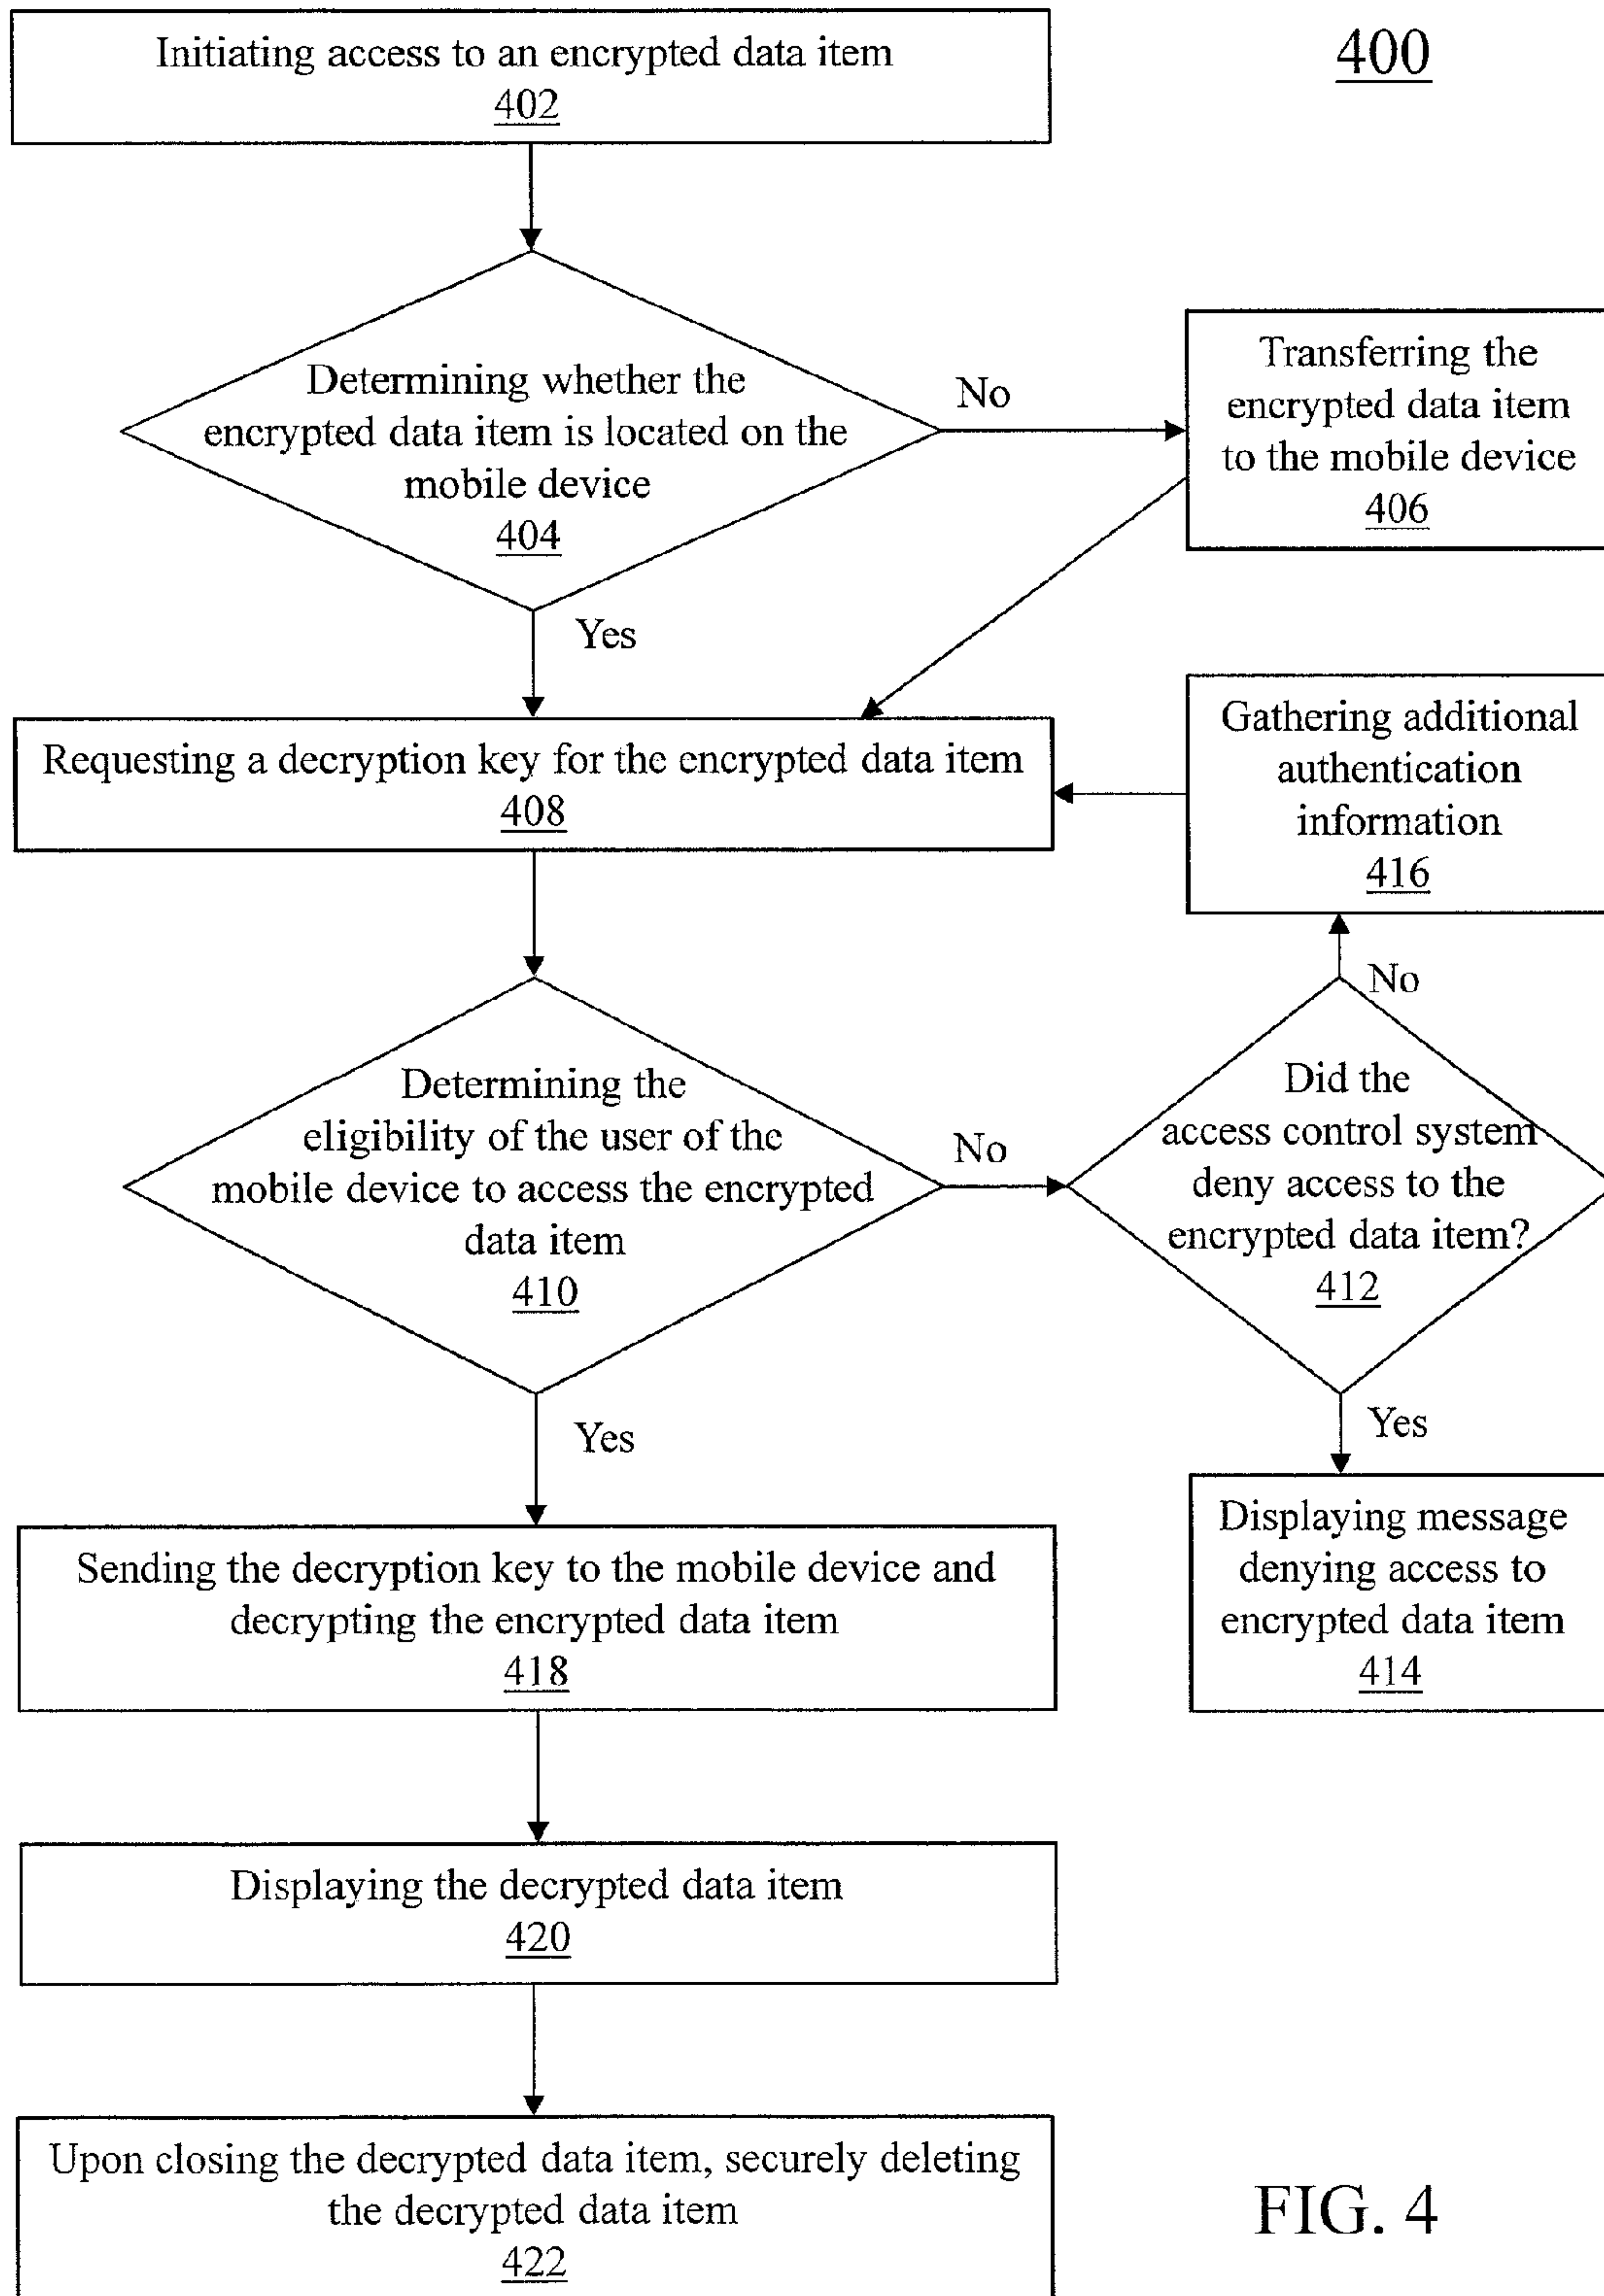 Initiating access to an encrypted data item
402
400
Determining whether the
encrypted data item is located on the
mobile device
404
No
Transferring the
encrypted data item
to the mobile device
406
Yes
Requesting a decryption key for the encrypted data item
408
Gathering additional
authentication
information
416
No
Determining the
eligibility of the user of the
mobile device to access the encrypted
data item
410
No
Did the
access control system
deny access to the
encrypted data item?
412
Yes
Yes
Sending the decryption key to the mobile device and
decrypting the encrypted data item
418
Displaying message
denying access to
encrypted data item
414
Displaying the decrypted data item
420
Upon closing the decrypted data item, securely deleting
the decrypted data item
422
FIG. 4